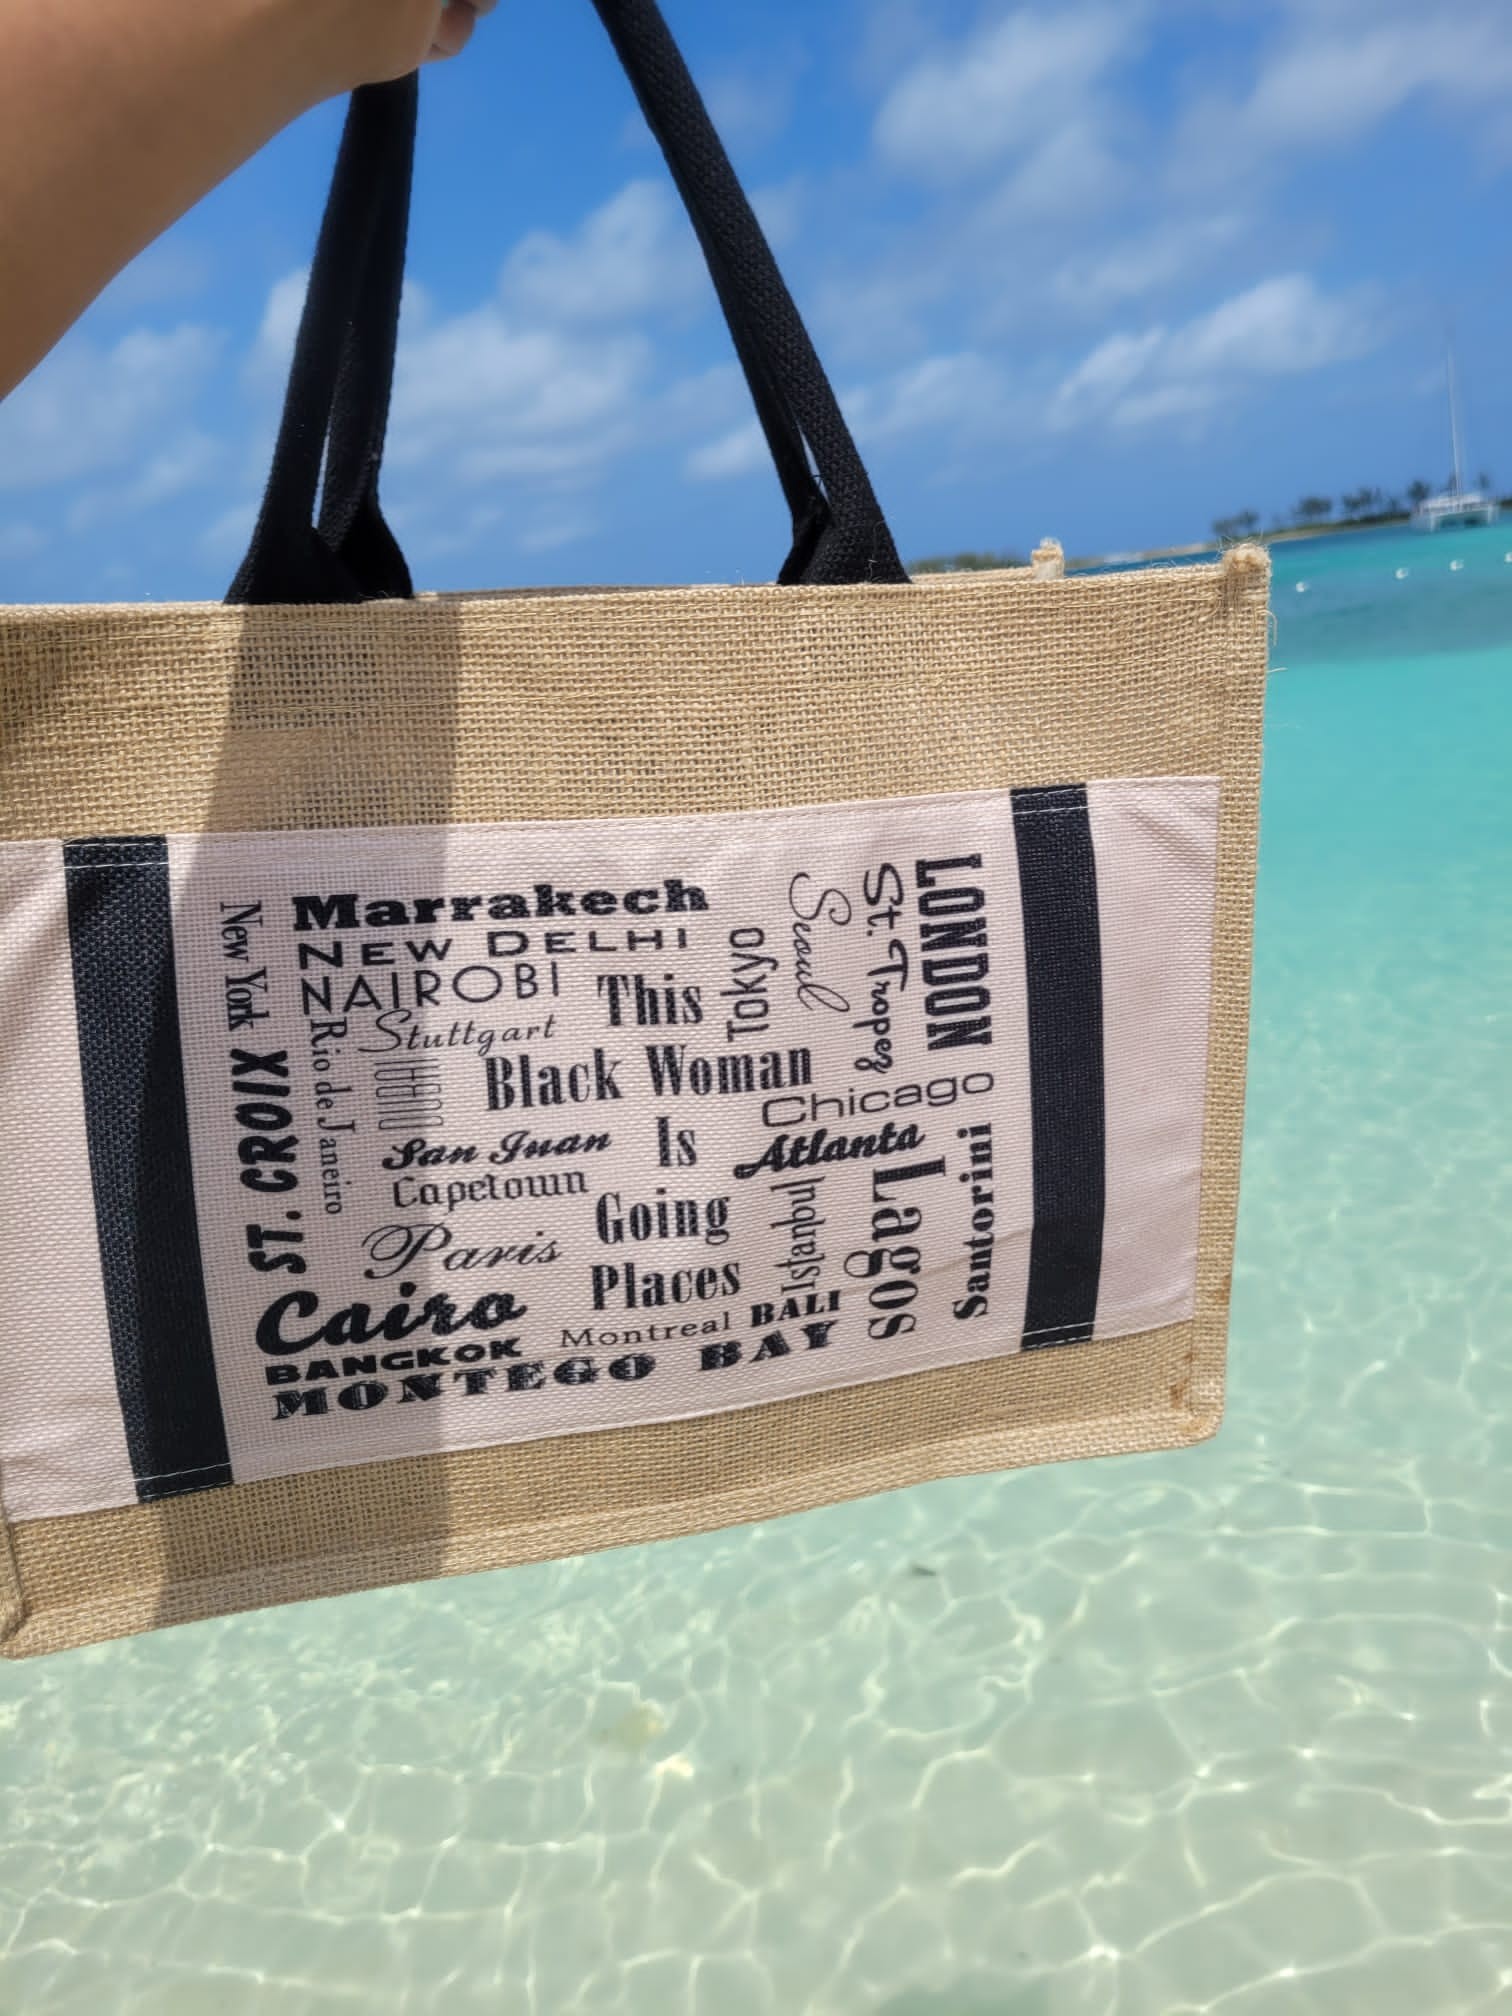 Marrakech
NEW DELHI
NAIROBI
Stuttgart
New York
ST. CROIX
Rio de Janeiro
This
Black Woman
Is
Going
Places
Tokyo
Seoul
St. Tropez
LONDON
Chicago
Atlanta
San Juan
Capetown
Paris
Cairo
BANGKOK
MONTEGO BAY
Montreal
BALI
Istanbul
Lagos
Santorini